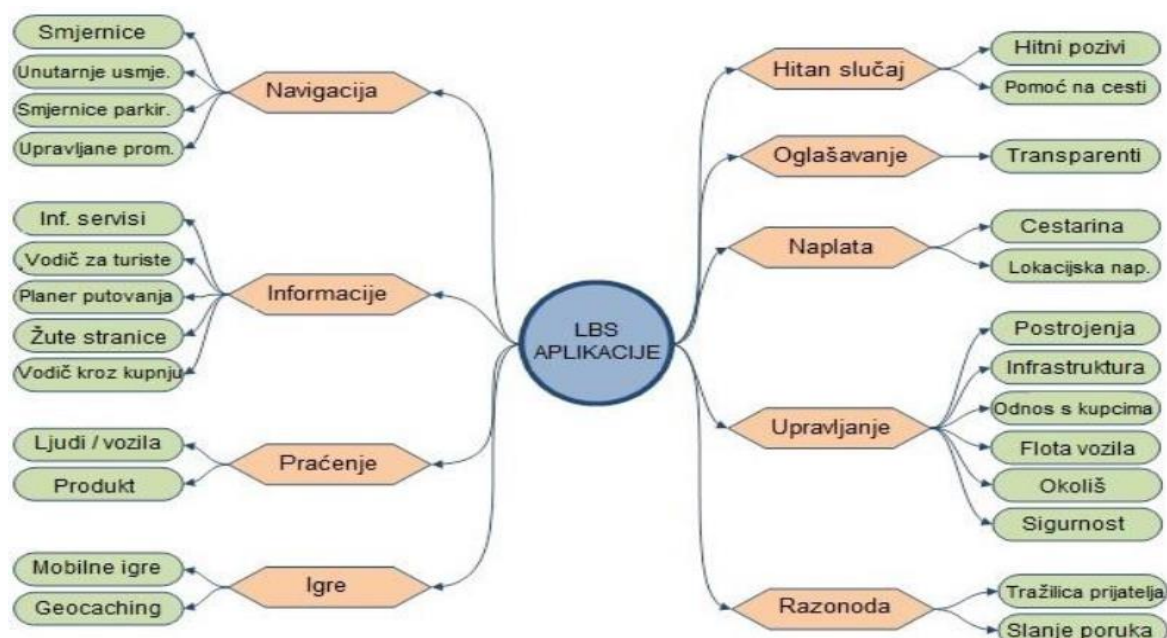 Smjernice
Unutarnje usmje.
Smjernice parkir.
Upravljane prom.
Navigacija
Inf. servisi
Vodič za turiste
Planer putovanja
Žute stranice
Vodič kroz kupnju
Informacije
Ljudi / vozila
Produkt
Praćenje
Mobilne igre
Geocaching
Igre
LBS
APLIKACIJE
Hitan slučaj
Hitni pozivi
Pomoć na cesti
Oglašavanje
Transparenti
Naplata
Cestarina
Lokacijska nap.
Upravljanje
Postrojenja
Infrastruktura
Odnos s kupcima
Flota vozila
Okoliš
Sigurnost
Razonoda
Tražilica prijatelja
Slanje poruka